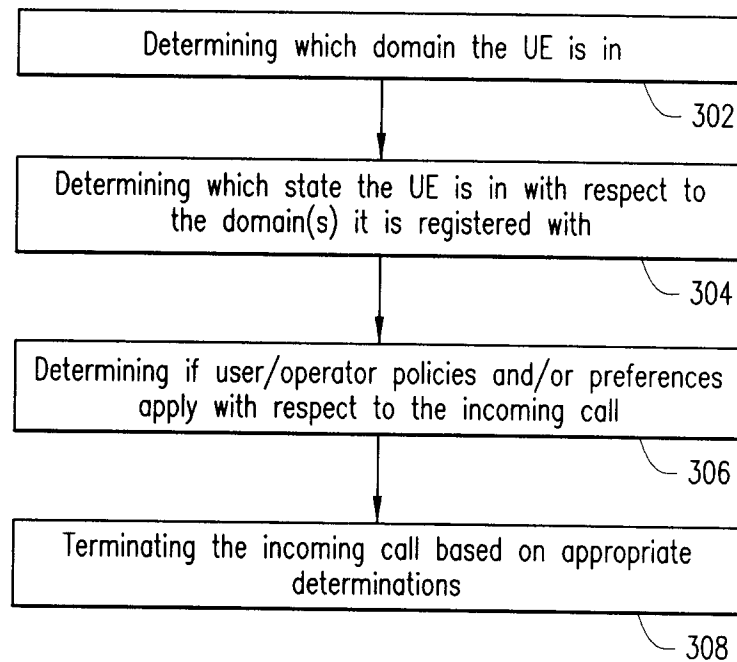 Determining which domain the UE is in
302
Determining which state the UE is in with respect to
the domain(s) it is registered with
304
Determining if user/operator policies and/or preferences
apply with respect to the incoming call
306
Terminating the incoming call based on appropriate
determinations
308